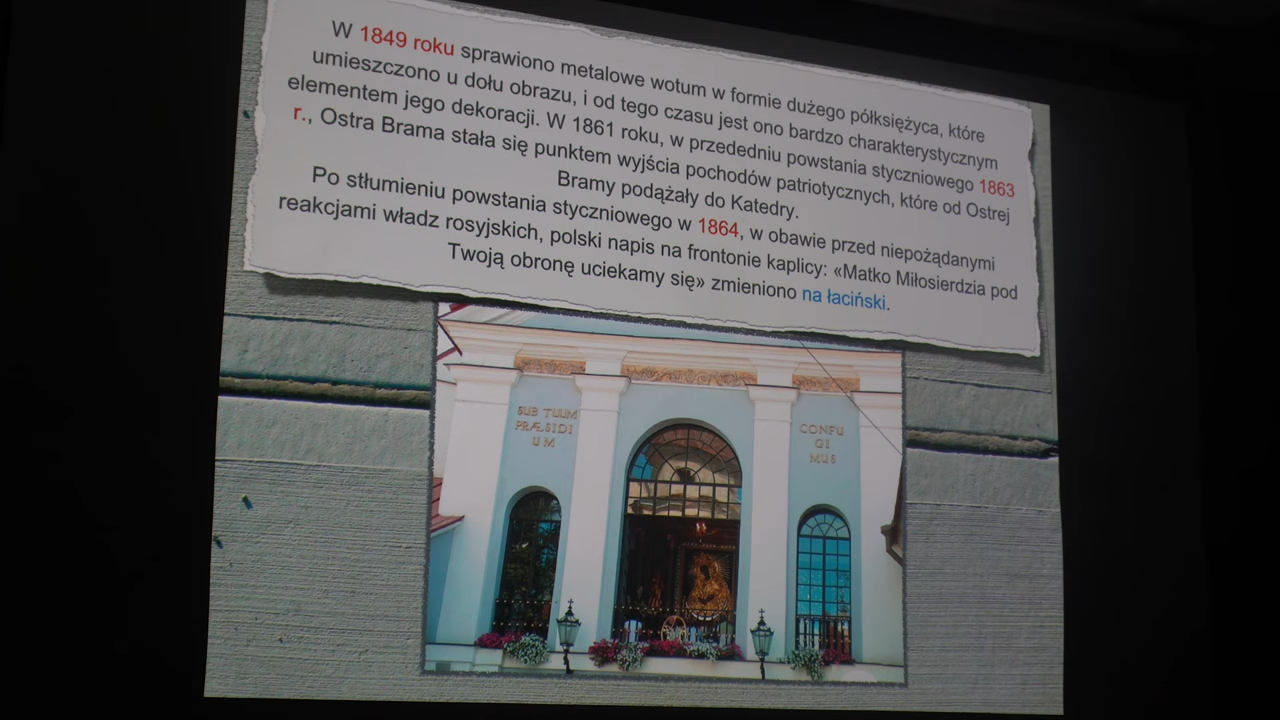 W 1849 roku sprawiono metalowe wotum w formie dużego półksiężyca, które
umieszczono u dołu obrazu, i od tego czasu jest ono bardzo charakterystycznym
elementem jego dekoracji. W 1861 roku, w przededniu powstania styczniowego 1863
r., Ostra Brama stała się punktem wyjścia pochodów patriotycznych, które od Ostrej
Bramy podążały do Katedry.
Po stłumieniu powstania styczniowego w 1864, w obawie przed niepożądanymi
reakcjami władz rosyjskich, polski napis na frontonie kaplicy: «Matko Miłosierdzia pod
Twoją obronę uciekamy się» zmieniono na łaciński.
SUB TUUM
PRÆSIDI
UM
CONFU
GI
MUS